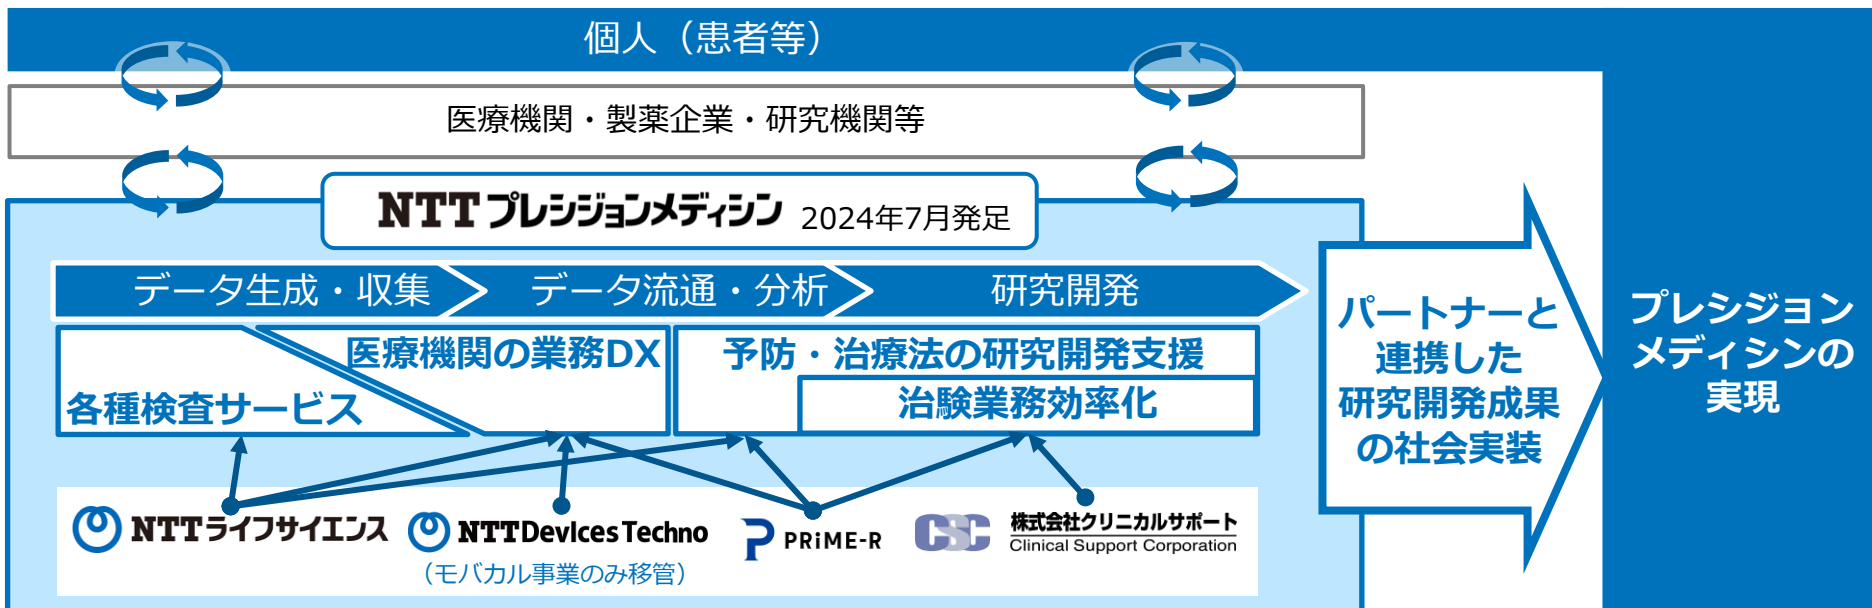 個人（患者等）
医療機関・製薬企業・研究機関等
NTTプレシジョンメディシン 2024年7月発足
データ生成・収集
データ流通・分析
研究開発
各種検査サービス
医療機関の業務DX
予防・治療法の研究開発支援
治験業務効率化
NTTライフサイエンス
NTT Devices Techno
（モバカル事業のみ移管）
PRiME-R
CSC
株式会社クリニカルサポート
Clinical Support Corporation
パートナーと
連携した
研究開発成果
の社会実装
プレシジョン
メディシンの
実現